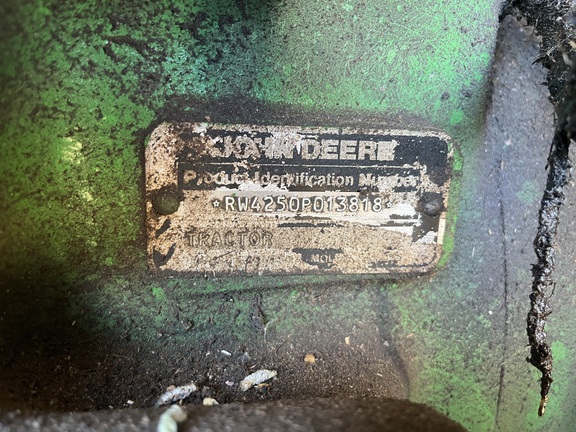 JOHN DEERE
Product Identification Number
*RW4250P013818*
TRACTOR